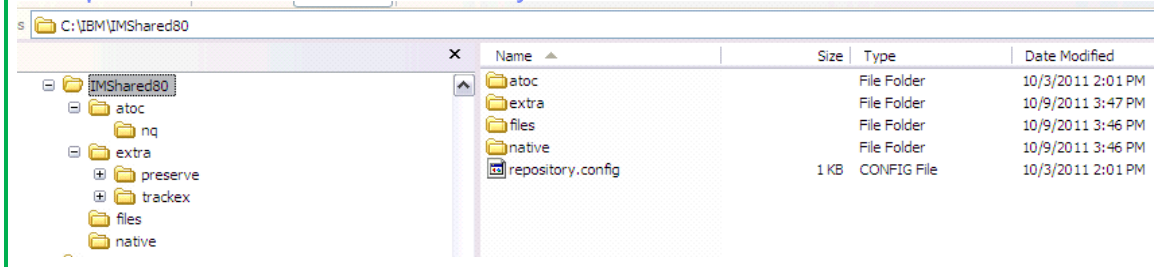 s C:\IBM\IMShared80
x
Name Size Type Date Modified
IMShared80
atoc
nq
extra
preserve
trackex
files
native
atoc File Folder 10/3/2011 2:01 PM
extra File Folder 10/9/2011 3:47 PM
files File Folder 10/9/2011 3:46 PM
native File Folder 10/9/2011 3:46 PM
repository.config 1 KB CONFIG File 10/3/2011 2:01 PM